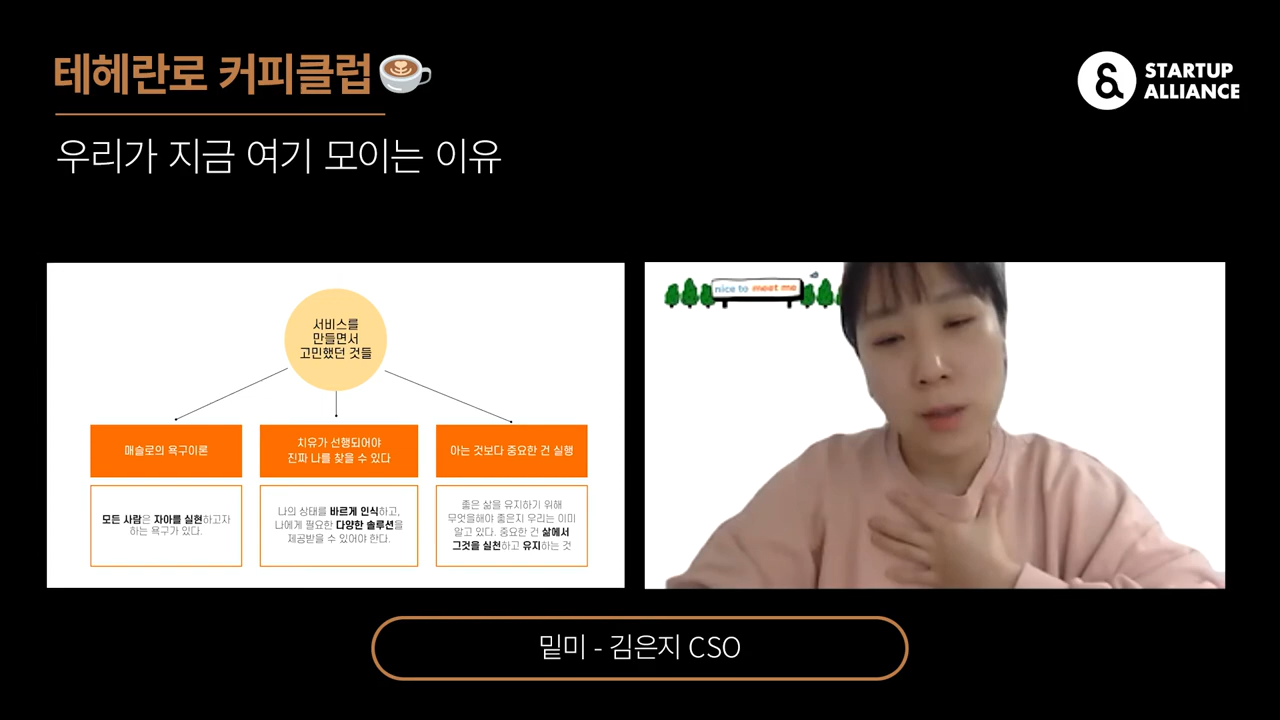 테헤란로 커피클럽
STARTUP
ALLIANCE
우리가 지금 여기 모이는 이유
서비스를
만들면서
고민했던 것들
매슬로의 욕구이론
치유가 선행되어야
진짜 나를 찾을 수 있다
아는 것보다 중요한 건 실행
모든 사람은 자아를 실현하고자
하는 욕구가 있다.
나의 상태를 바르게 인식하고,
나에게 필요한 다양한 솔루션을
제공받을 수 있어야 한다.
좋은 삶을 유지하기 위해
무엇을해야 좋은지 우리는 이미
알고 있다. 중요한 건 삶에서
그것을 실천하고 유지하는 것
nice to meet me
밑미 - 김은지 CSO